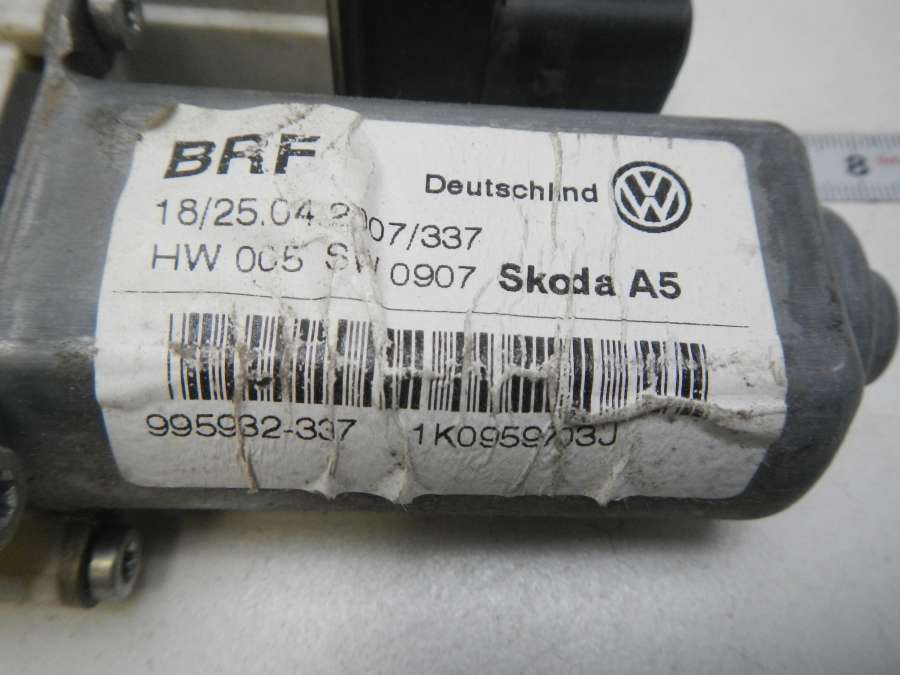 BRF
Deutschlnd
18/25.04.2007/337
HW 005 SW 0907 Skoda A5
995932-337 1K0959703J
8